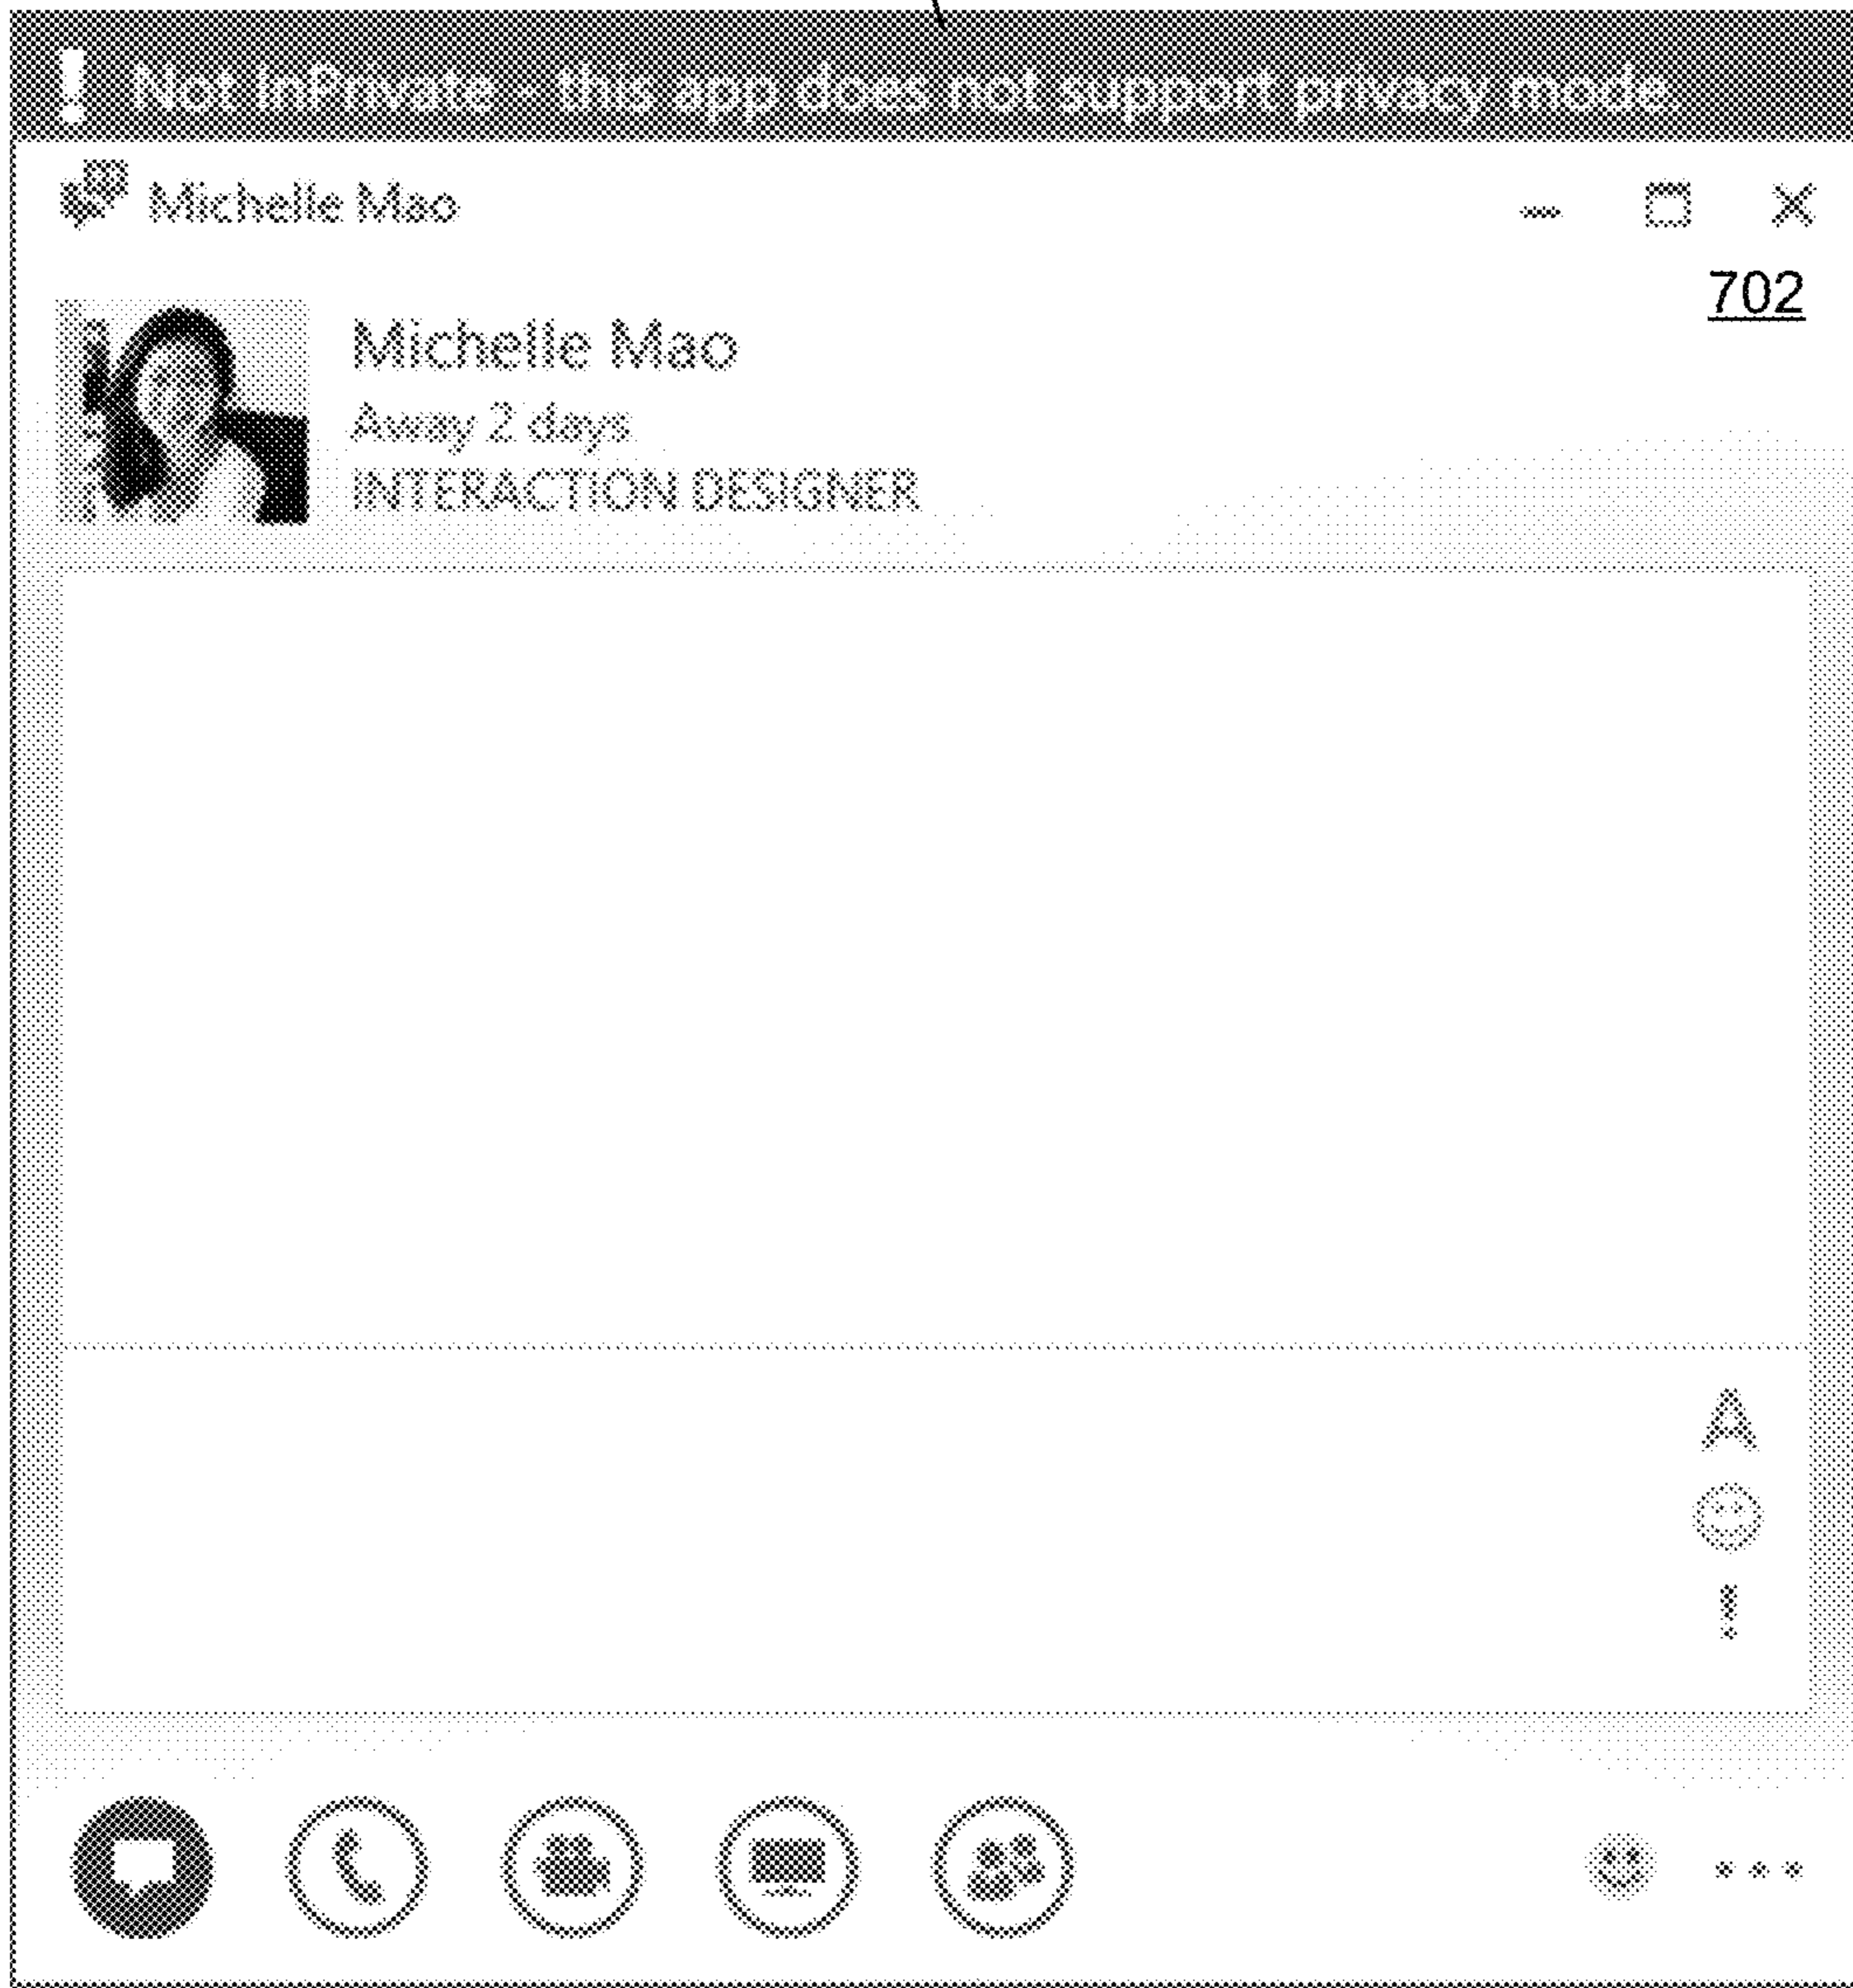 ! Not InPrivate - this app does not support privacy mode.
Michelle Mao
702
Michelle Mao
Away 2 days
INTERACTION DESIGNER
A
!